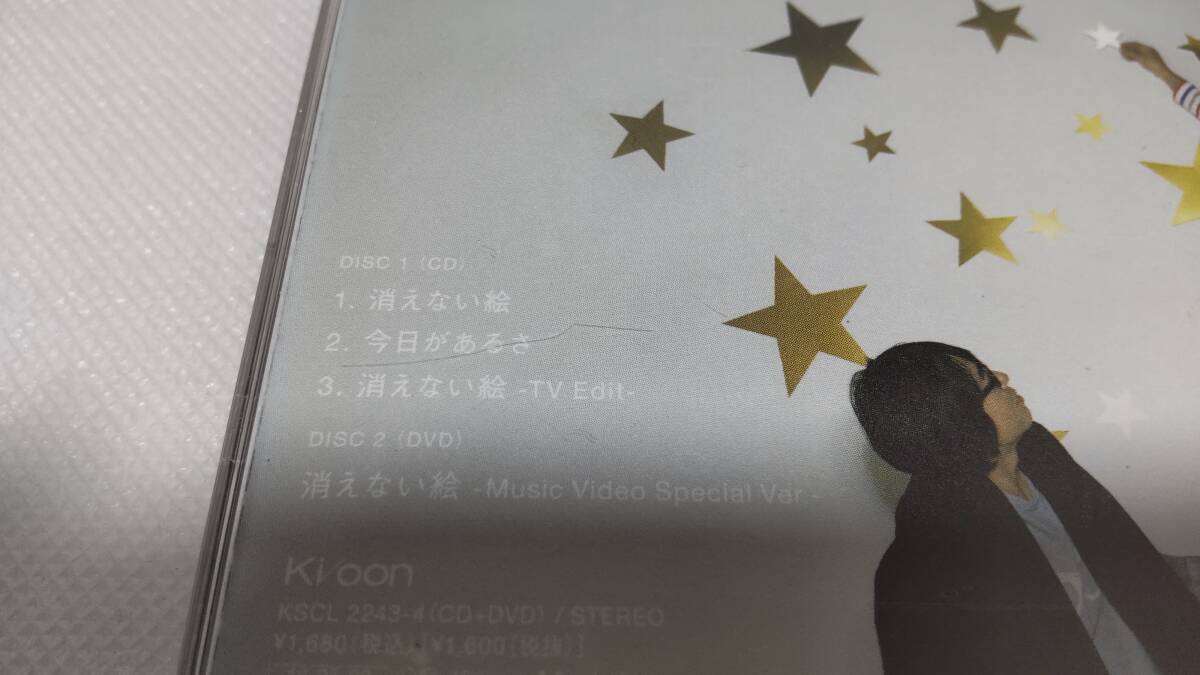 DISC 1 (CD)
1. 消えない絵
2. 今日があるさ
3. 消えない絵 -TV Edit-
DISC 2 (DVD)
消えない絵 -Music Video Special Ver.-
Ki/oon
KSCL 2243-4(CD+DVD) / STEREO
¥1,680(税込)[¥1,600(税抜)]